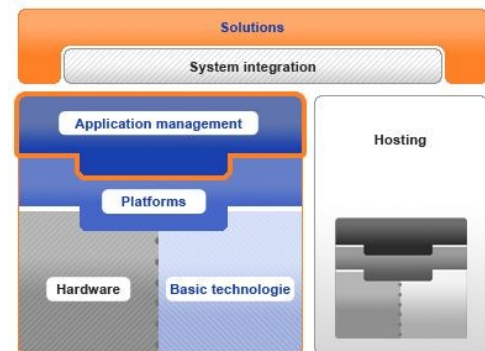 Solutions
System integration
Application management
Hosting
Platforms
Hardware
Basic technologie